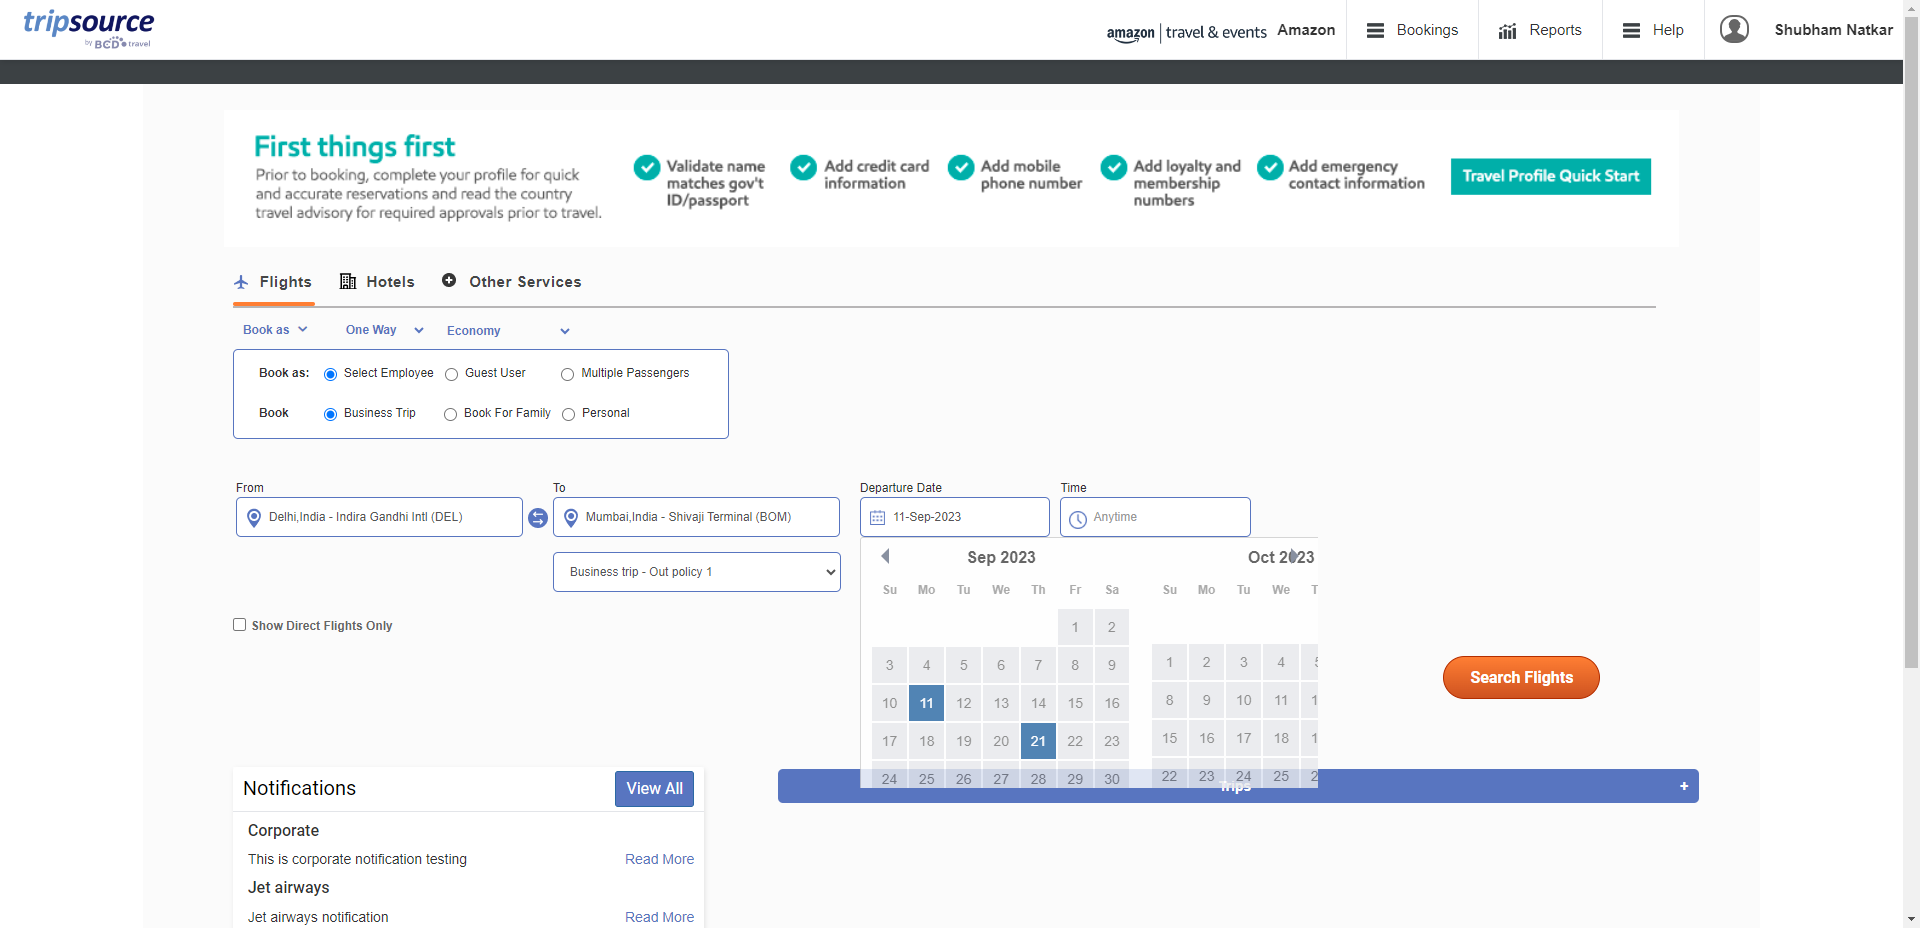 tripsource
by BCD travel
amazon | travel & events Amazon
Bookings
Reports
Help
Shubham Natkar
First things first
Prior to booking, complete your profile for quick
and accurate reservations and read the country
travel advisory for required approvals prior to travel.
Validate name
matches gov't
ID/passport
Add credit card
information
Add mobile
phone number
Add loyalty and
membership
numbers
Add emergency
contact information
Travel Profile Quick Start
Flights
Hotels
Other Services
Book as
One Way
Economy
Book as: Select Employee Guest User Multiple Passengers
Book Business Trip Book For Family Personal
From
To
Departure Date
Time
Delhi,India - Indira Gandhi Intl (DEL)
Mumbai,India - Shivaji Terminal (BOM)
11-Sep-2023
Anytime
Business trip - Out policy 1
Show Direct Flights Only
Sep 2023
Su Mo Tu We Th Fr Sa
1 2
3 4 5 6 7 8 9
10 11 12 13 14 15 16
17 18 19 20 21 22 23
24 25 26 27 28 29 30
Oct 2023
Su Mo Tu We T
1 2 3 4
8 9 10 11 1
15 16 17 18 1
22 23 24 25 2
Search Flights
Trips +
Notifications
View All
Corporate
This is corporate notification testing Read More
Jet airways
Jet airways notification Read More